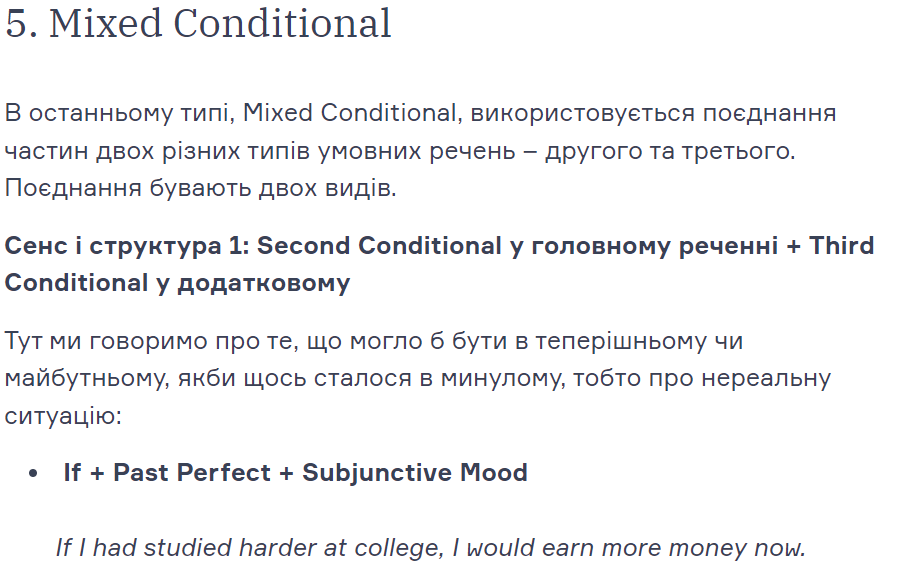 5. Mixed Conditional
В останньому типі, Mixed Conditional, використовується поєднання
частин двох різних типів умовних речень – другого та третього.
Поєднання бувають двох видів.
Сенс і структура 1: Second Conditional у головному реченні + Third
Conditional у додатковому
Тут ми говоримо про те, що могло б бути в теперішньому чи
майбутньому, якби щось сталося в минулому, тобто про нереальну
ситуацію:
• If + Past Perfect + Subjunctive Mood
If I had studied harder at college, I would earn more money now.